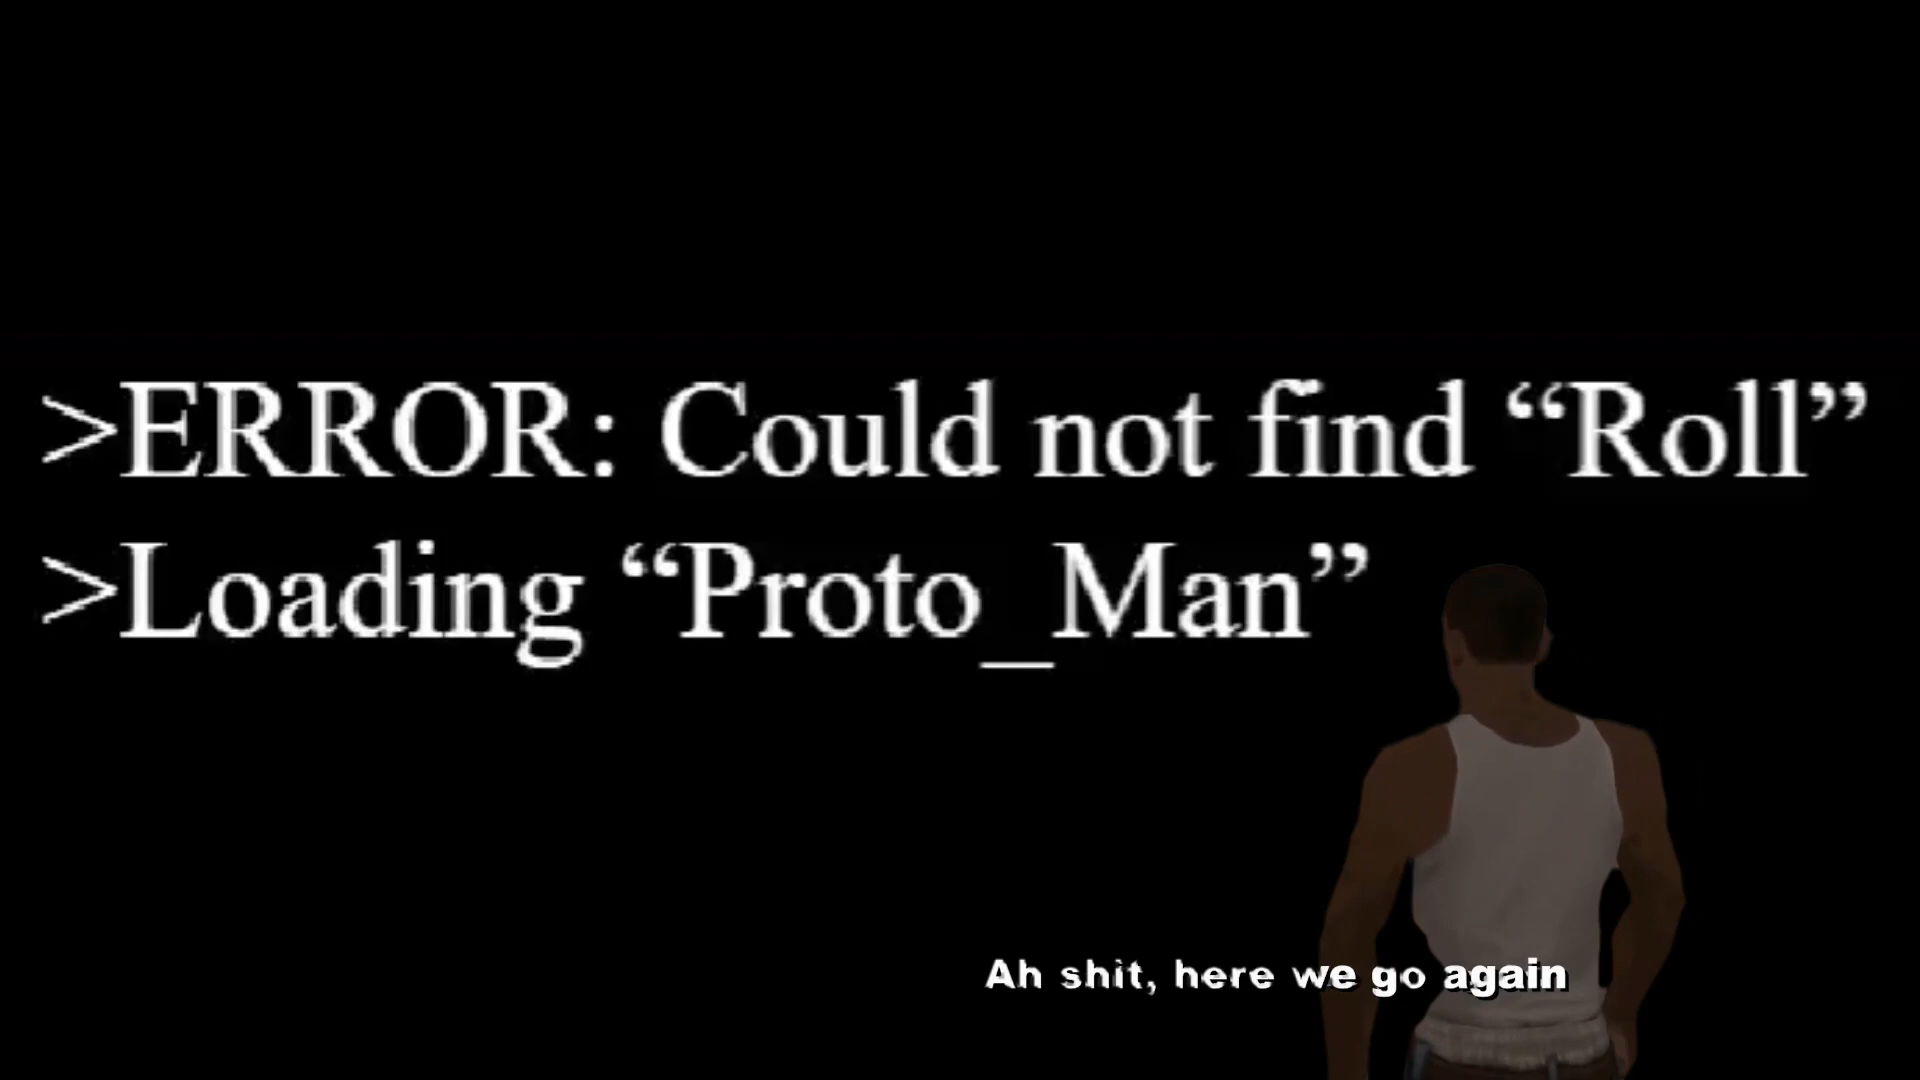 >ERROR: Could not find “Roll”
>Loading “Proto_Man”
Ah shit, here we go again